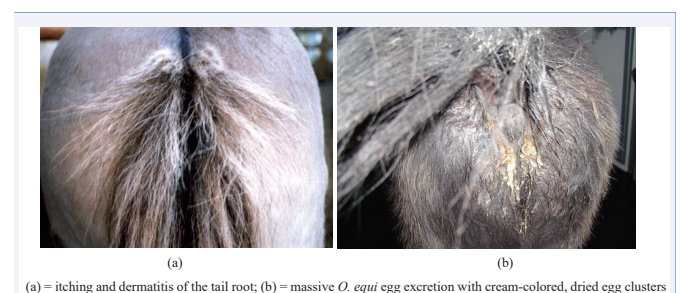 (a)
(b)
(a) = itching and dermatitis of the tail root; (b) = massive O. equi egg excretion with cream-colored, dried egg clusters